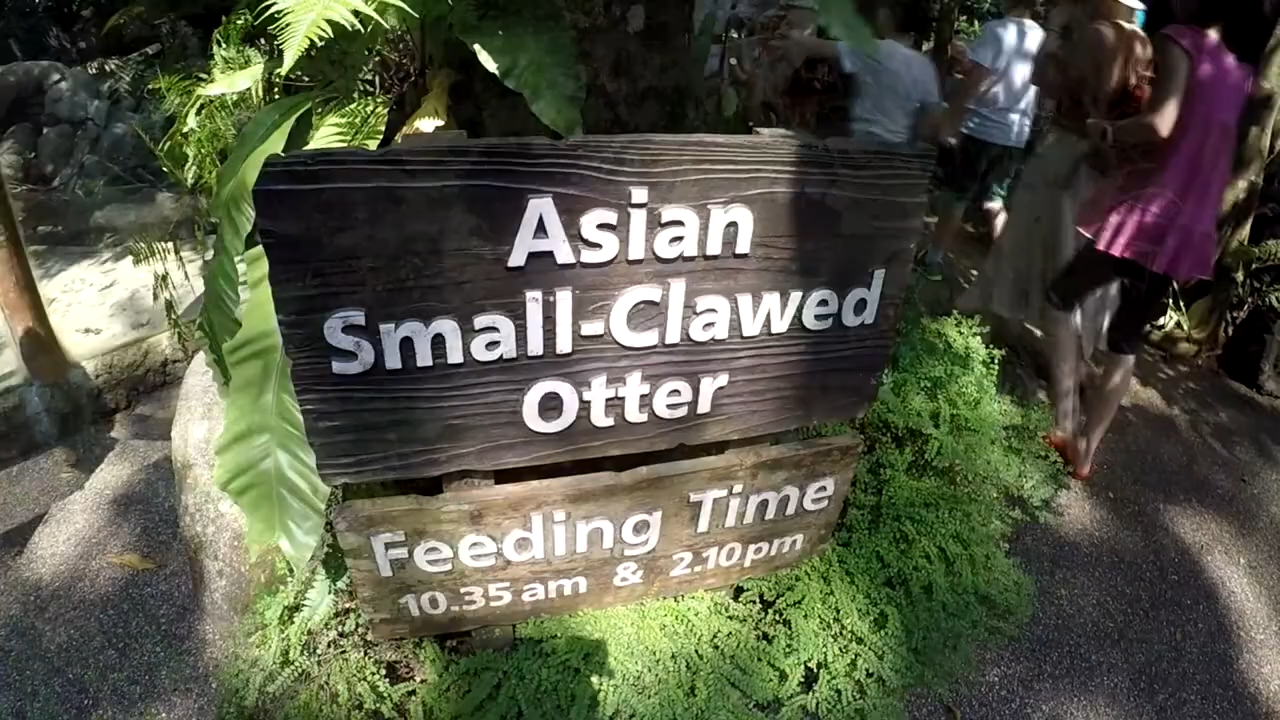 Asian
Small-Clawed
Otter
Feeding Time
10.35 am & 2.10pm